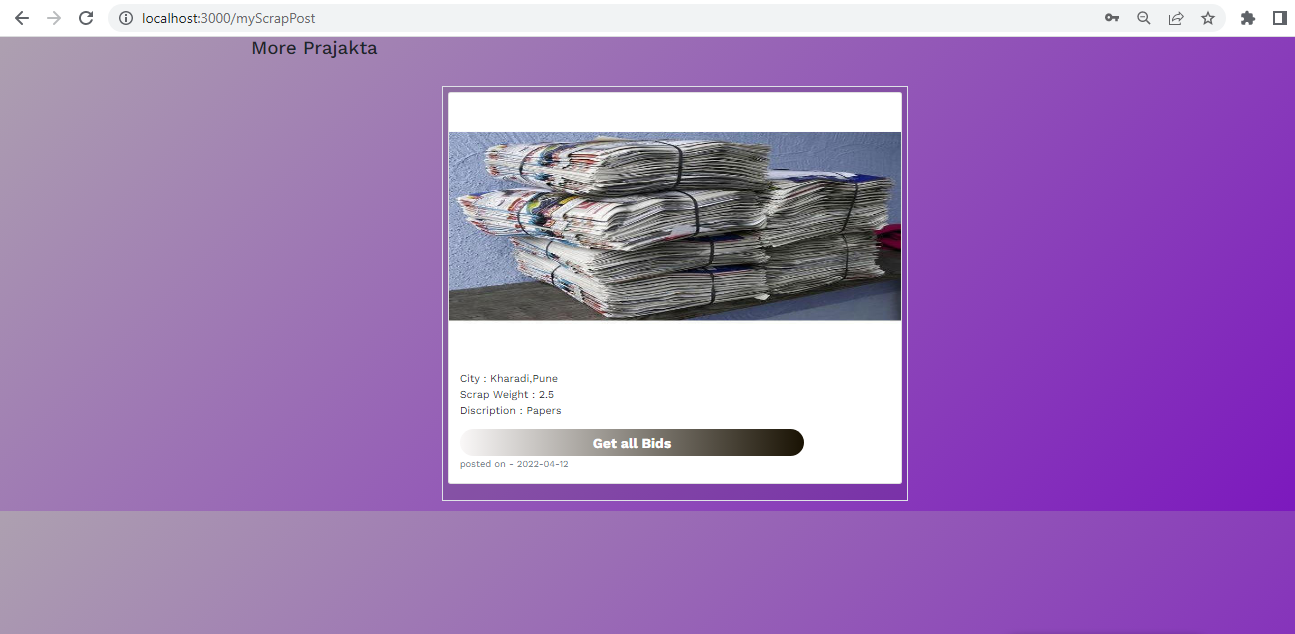 localhost:3000/myScrapPost
More Prajakta
City : Kharadi,Pune
Scrap Weight : 2.5
Discription : Papers
Get all Bids
posted on - 2022-04-12